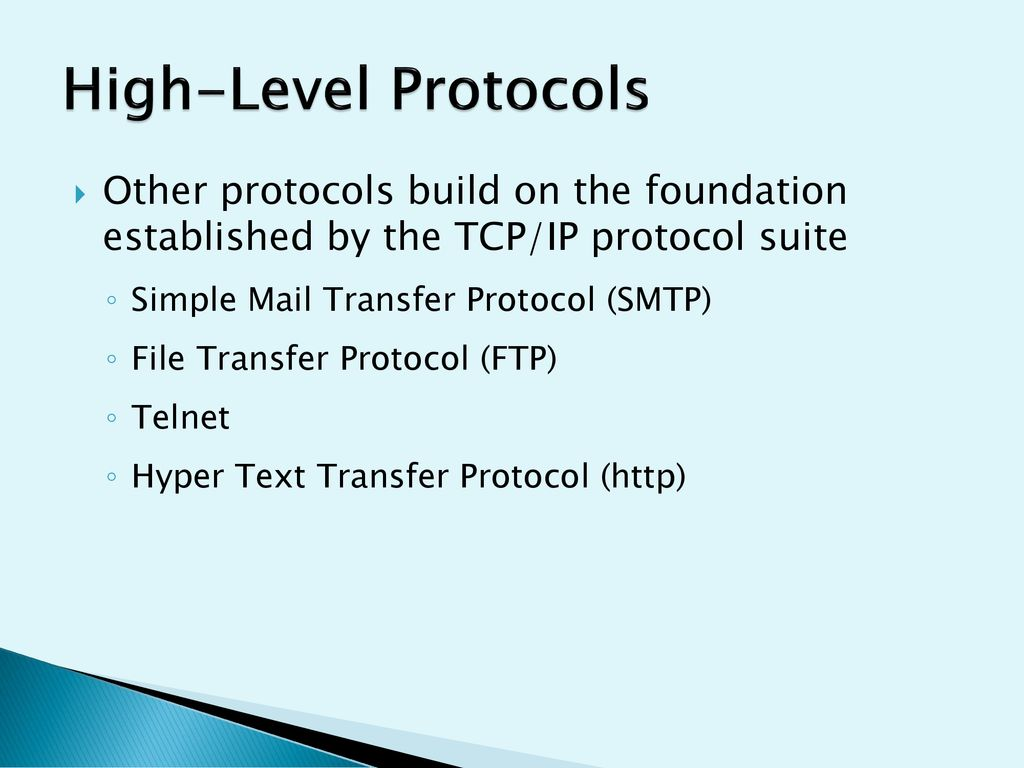 High-Level Protocols
Other protocols build on the foundation
established by the TCP/IP protocol suite
Simple Mail Transfer Protocol (SMTP)
File Transfer Protocol (FTP)
Telnet
Hyper Text Transfer Protocol (http)